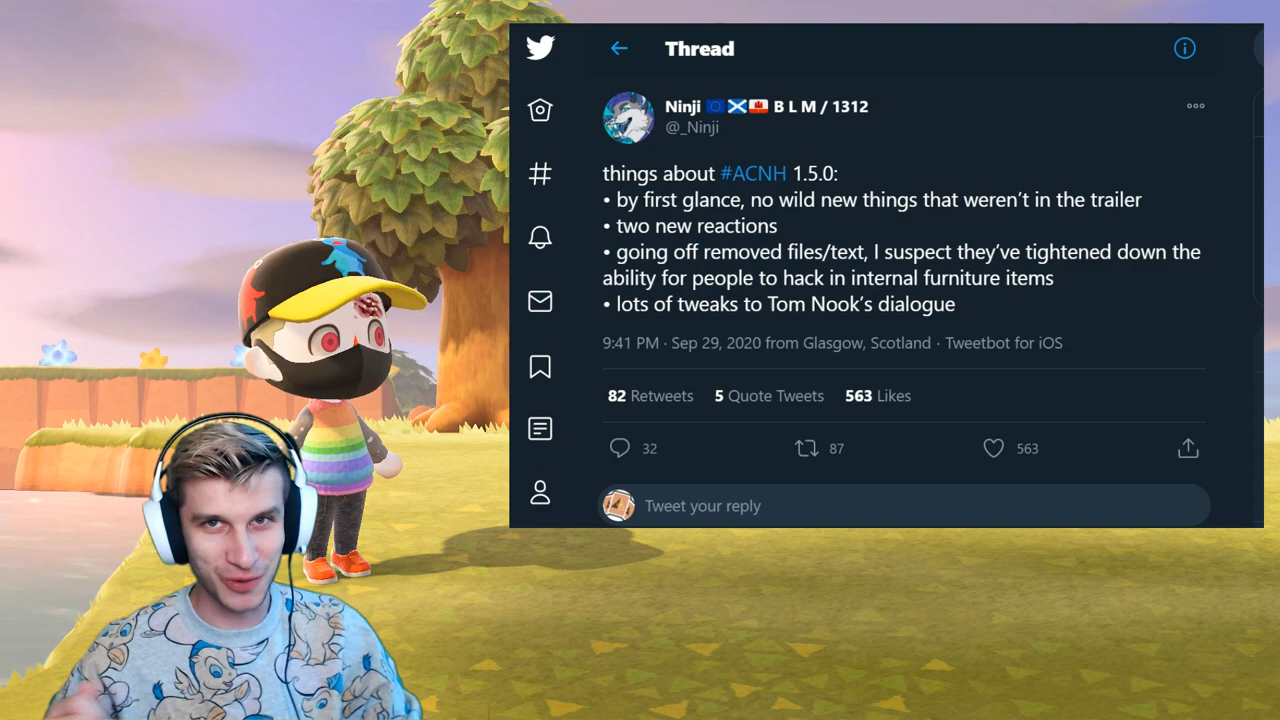 Thread
Ninji 🇪🇺🏴󠁧󠁢󠁳󠁣󠁴󠁿🇬🇮 B L M / 1312
@_Ninji
things about #ACNH 1.5.0:
• by first glance, no wild new things that weren’t in the trailer
• two new reactions
• going off removed files/text, I suspect they’ve tightened down the
ability for people to hack in internal furniture items
• lots of tweaks to Tom Nook’s dialogue
9:41 PM · Sep 29, 2020 from Glasgow, Scotland · Tweetbot for iOS
82 Retweets 5 Quote Tweets 563 Likes
32 87 563
Tweet your reply